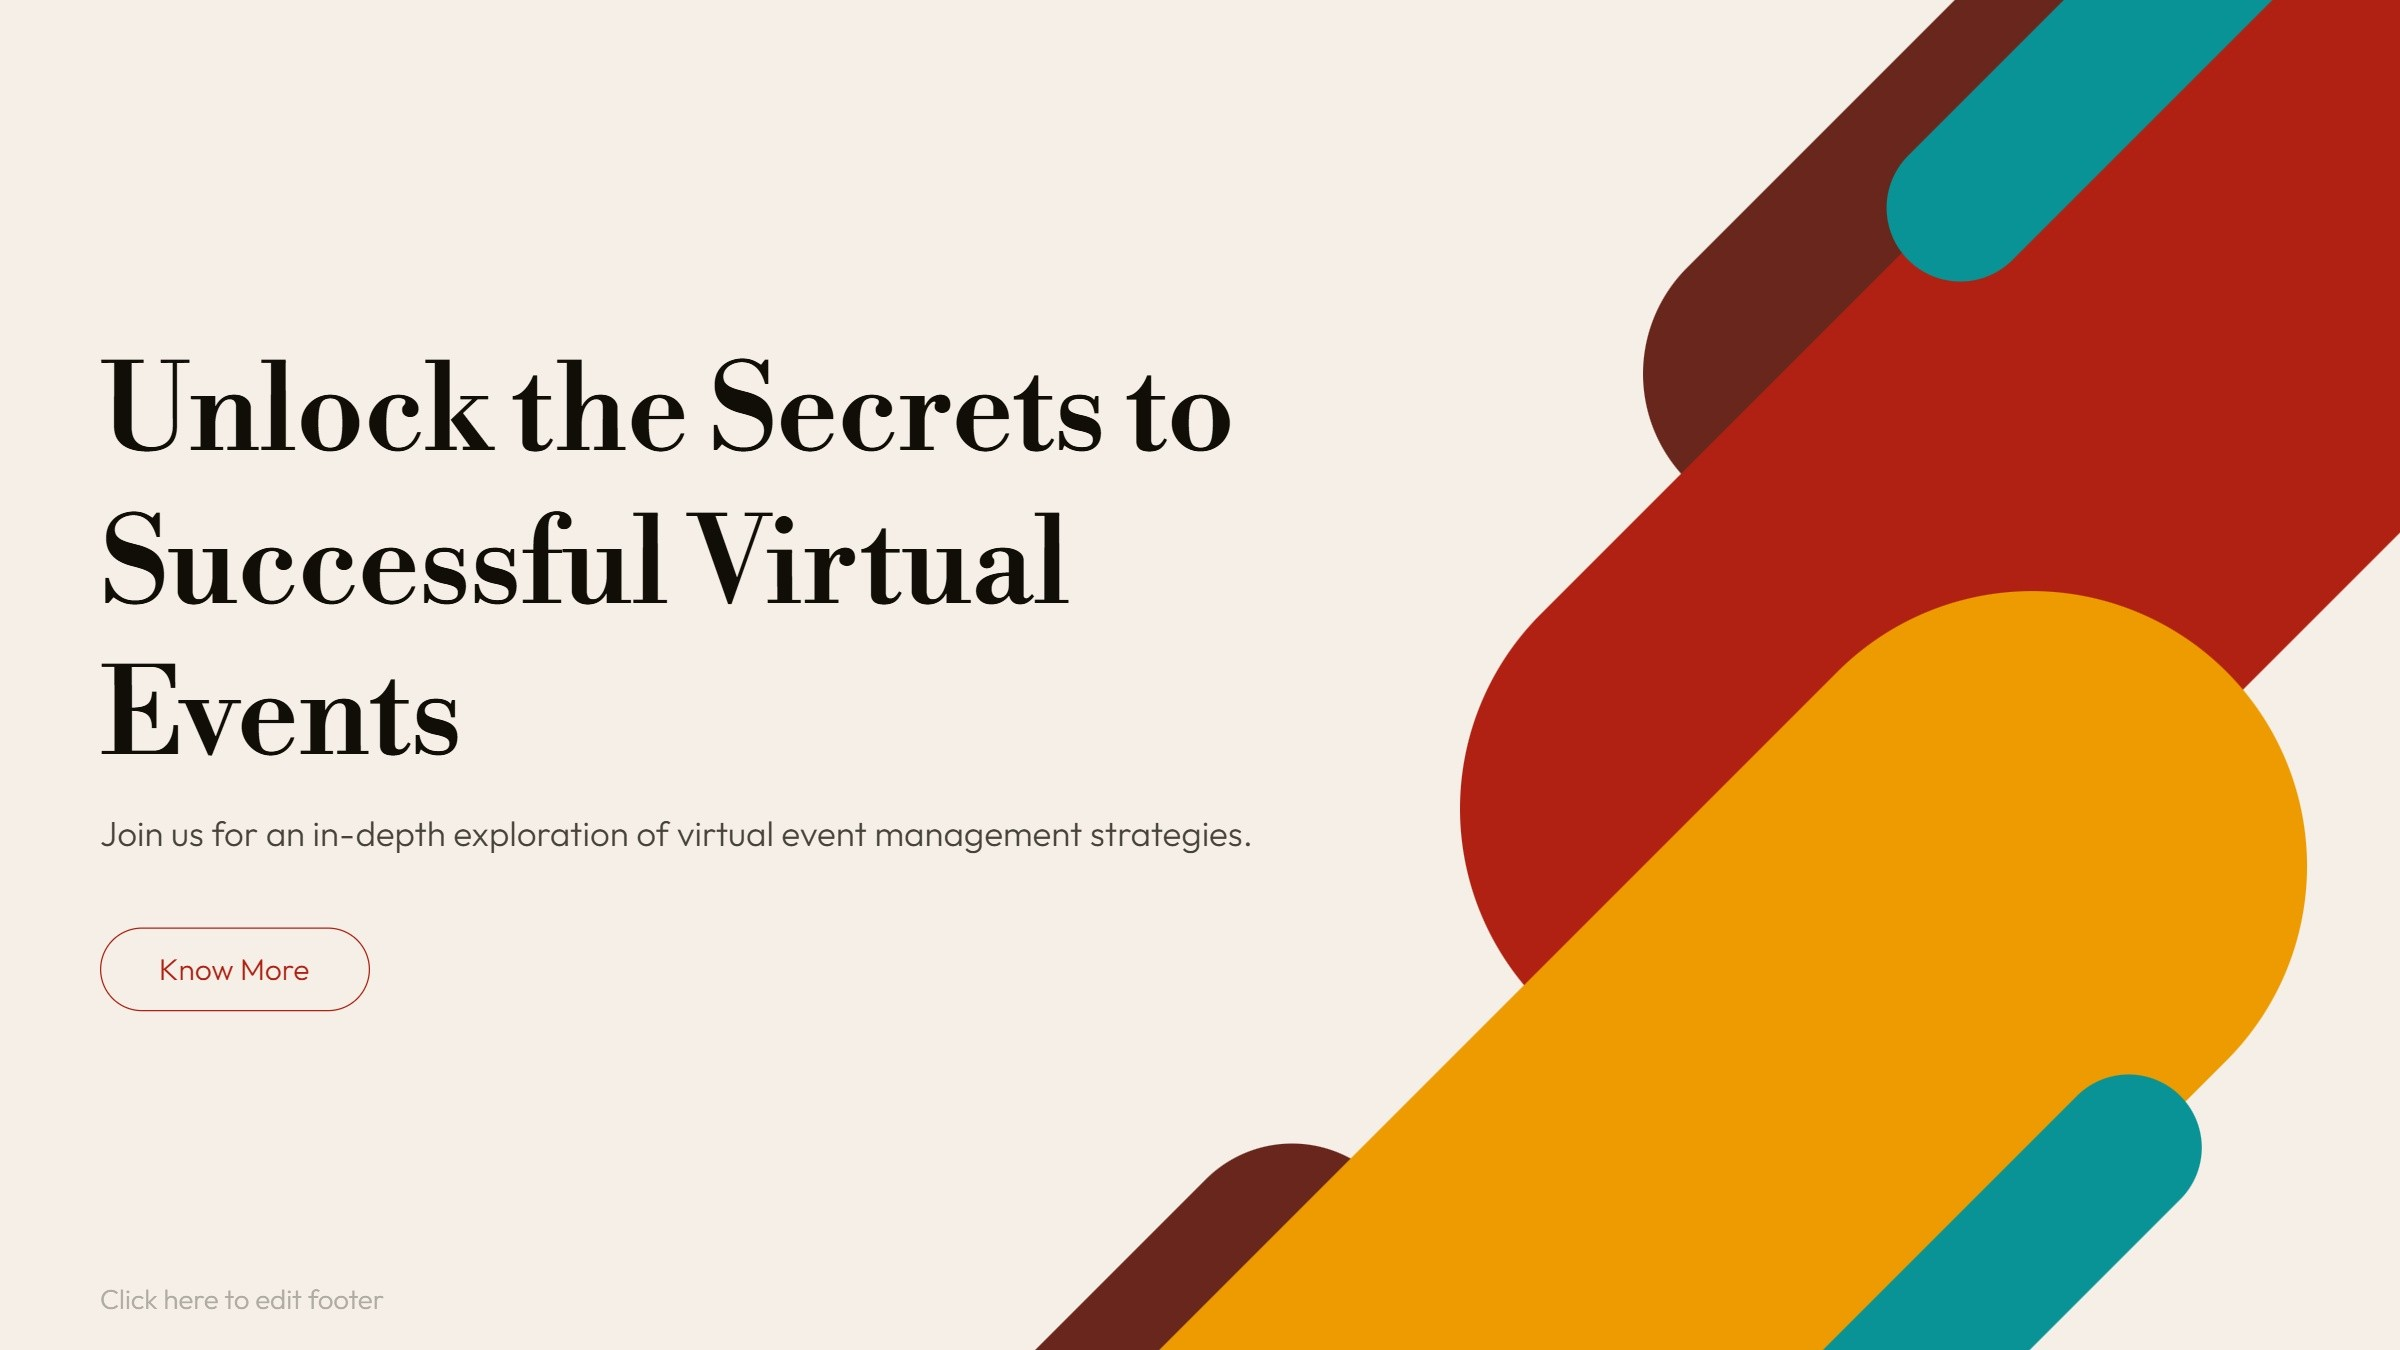 Unlock the Secrets to
Successful Virtual
Events
Join us for an in-depth exploration of virtual event management strategies.
Know More
Click here to edit footer